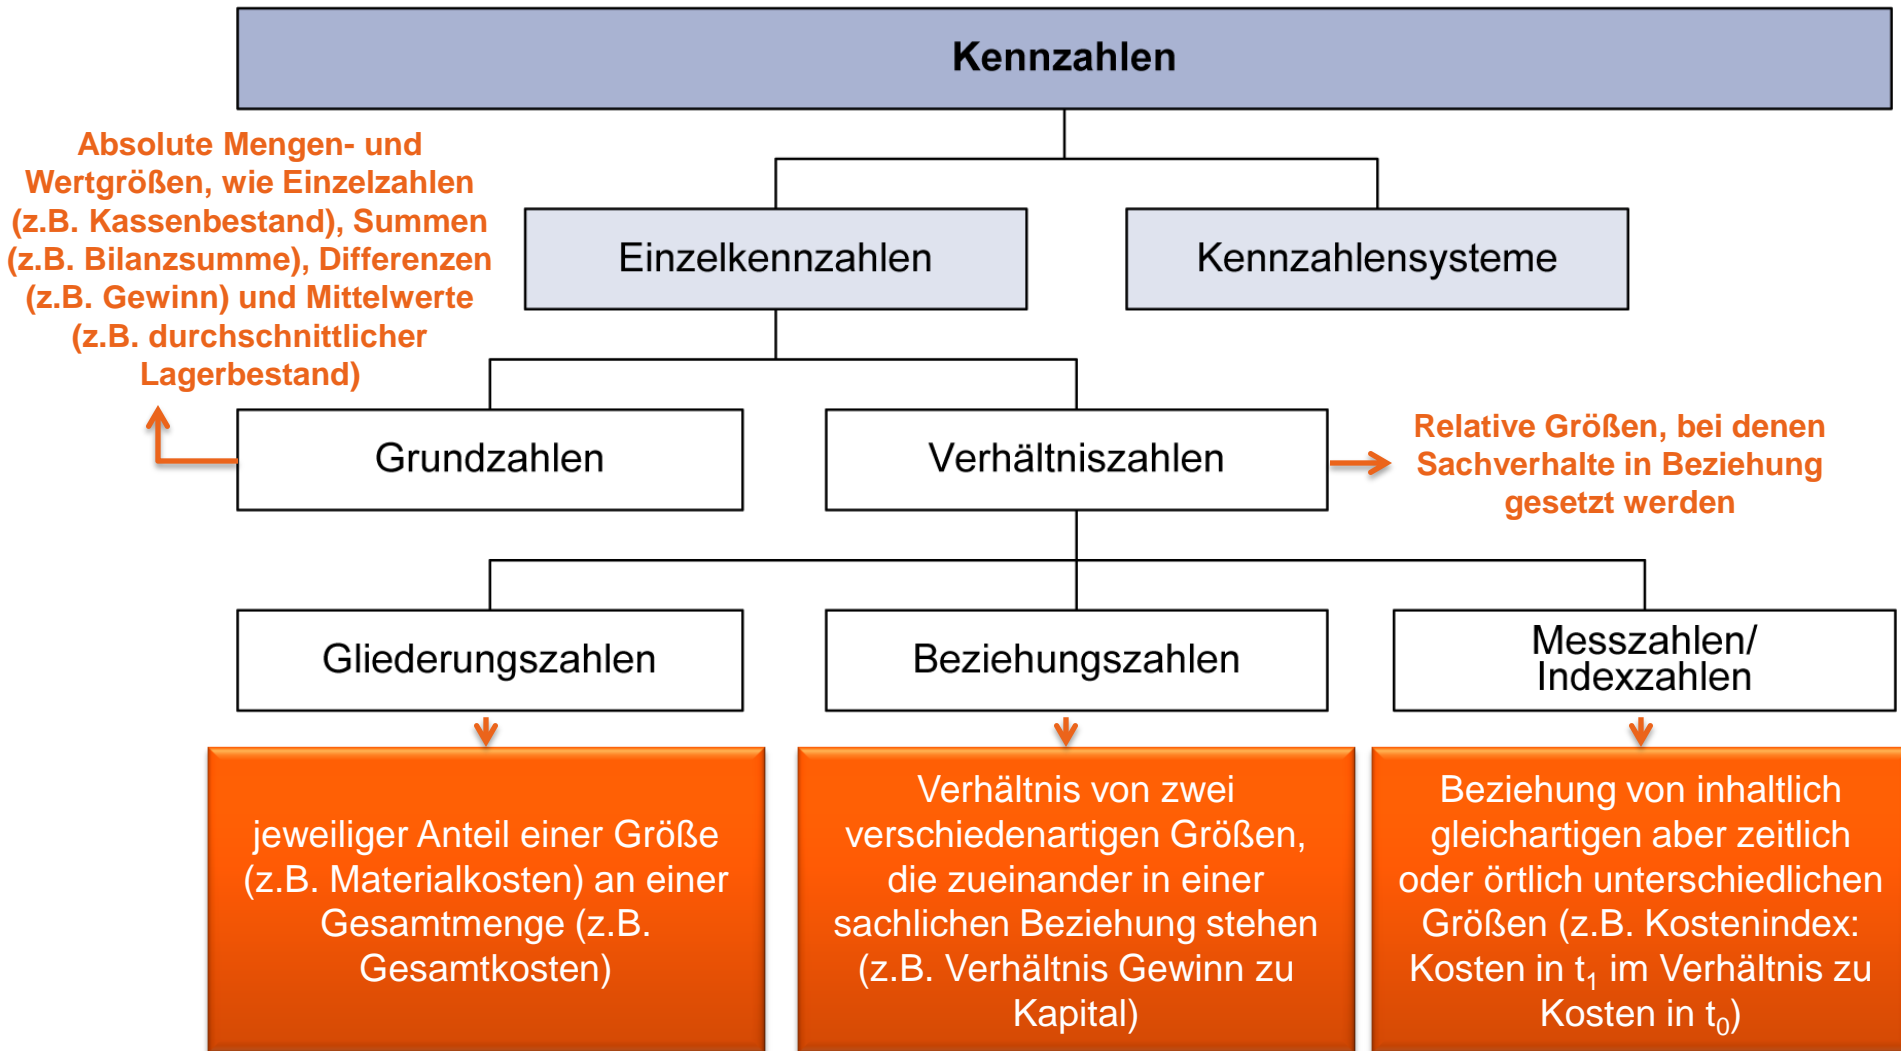 Kennzahlen
Absolute Mengen- und
Wertgrößen, wie Einzelzahlen
(z.B. Kassenbestand), Summen
(z.B. Bilanzsumme), Differenzen
(z.B. Gewinn) und Mittelwerte
(z.B. durchschnittlicher
Lagerbestand)
Einzelkennzahlen
Kennzahlensysteme
Grundzahlen
Verhältniszahlen
Relative Größen, bei denen
Sachverhalte in Beziehung
gesetzt werden
Gliederungszahlen
Beziehungszahlen
Messzahlen/
Indexzahlen
jeweiliger Anteil einer Größe
(z.B. Materialkosten) an einer
Gesamtmenge (z.B.
Gesamtkosten)
Verhältnis von zwei
verschiedenartigen Größen,
die zueinander in einer
sachlichen Beziehung stehen
(z.B. Verhältnis Gewinn zu
Kapital)
Beziehung von inhaltlich
gleichartigen aber zeitlich
oder örtlich unterschiedlichen
Größen (z.B. Kostenindex:
Kosten in t₁ im Verhältnis zu
Kosten in t₀)